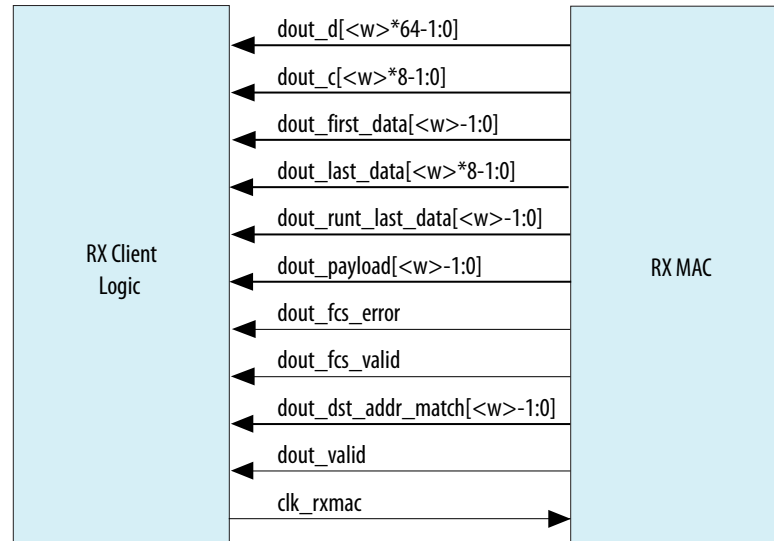 dout_d[<w>*64-1:0]
dout_c[<w>*8-1:0]
dout_first_data[<w>-1:0]
dout_last_data[<w>*8-1:0]
dout_runt_last_data[<w>-1:0]
RX Client
Logic
dout_payload[<w>-1:0]
RX MAC
dout_fcs_error
dout_fcs_valid
dout_dst_addr_match[<w>-1:0]
dout_valid
clk_rxmac